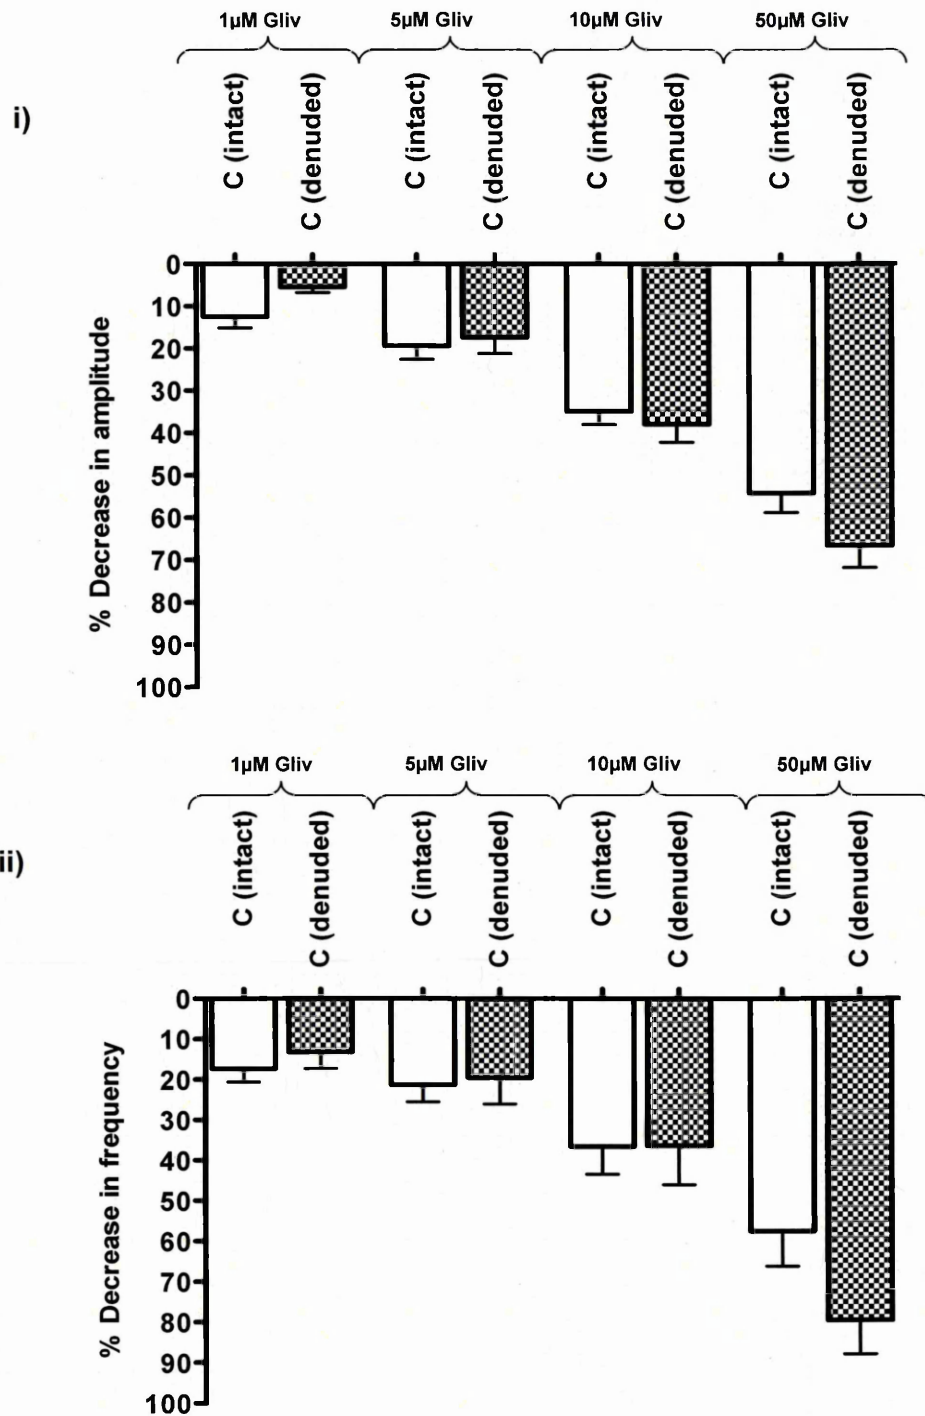 1µM Gliv 5µM Gliv 10µM Gliv 50µM Gliv
i)
C (intact) C (denuded) C (intact) C (denuded) C (intact) C (denuded) C (intact) C (denuded)
% Decrease in amplitude
0
10
20
30
40
50
60
70
80
90
100
1µM Gliv 5µM Gliv 10µM Gliv 50µM Gliv
ii)
C (intact) C (denuded) C (intact) C (denuded) C (intact) C (denuded) C (intact) C (denuded)
% Decrease in frequency
0
10
20
30
40
50
60
70
80
90
100